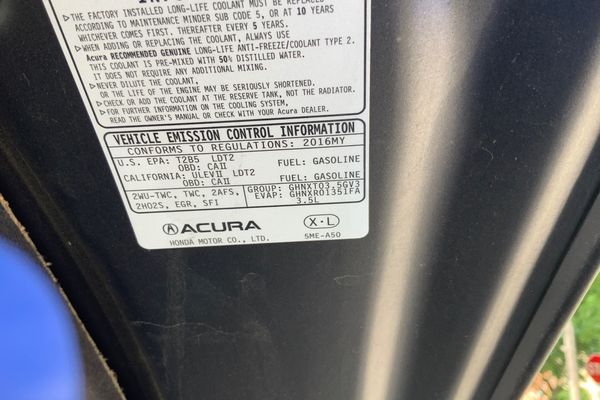 ▷THE FACTORY INSTALLED LONG-LIFE COOLANT MUST BE REPLACED
ACCORDING TO MAINTENANCE MINDER SUB CODE 5, OR AT 10 YEARS
WHICHEVER COMES FIRST. THEREAFTER EVERY 5 YEARS.
▷WHEN ADDING OR REPLACING THE COOLANT, ALWAYS USE
Acura RECOMMENDED GENUINE LONG-LIFE ANTI-FREEZE/COOLANT TYPE 2.
THIS COOLANT IS PRE-MIXED WITH 50% DISTILLED WATER.
IT DOES NOT REQUIRE ANY ADDITIONAL MIXING.
▷NEVER DILUTE THE COOLANT,
OR THE LIFE OF THE ENGINE MAY BE SERIOUSLY SHORTENED.
▷CHECK OR ADD THE COOLANT AT THE RESERVE TANK, NOT THE RADIATOR.
▷FOR FURTHER INFORMATION ON THE COOLING SYSTEM,
READ THE OWNER'S MANUAL OR CHECK WITH YOUR Acura DEALER.
VEHICLE EMISSION CONTROL INFORMATION
CONFORMS TO REGULATIONS: 2016MY
U.S. EPA: T2B5 LDT2 FUEL: GASOLINE
OBD: CAII
CALIFORNIA: ULEVII LDT2 FUEL: GASOLINE
OBD: CAII
2WU-TWC, TWC, 2AFS, GROUP: GHNXT03.5GV3
2HO2S, EGR, SFI EVAP: GHNXR0135IFA
3.5L
ACURA X·L
HONDA MOTOR CO., LTD. 5ME-A50